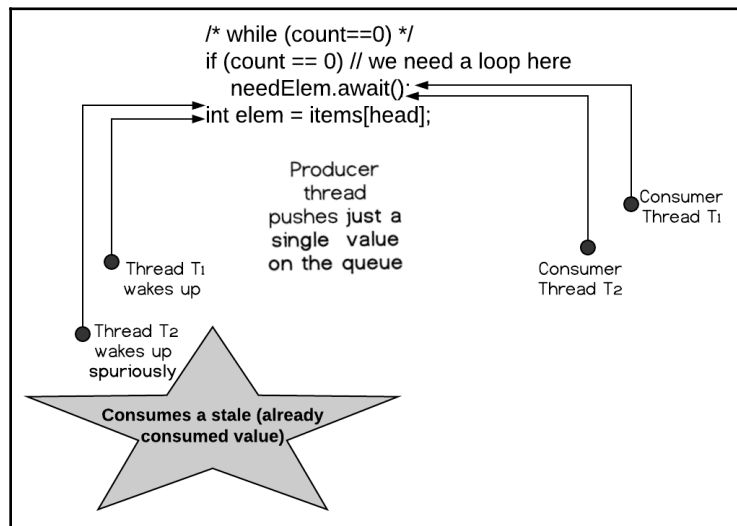 /* while (count==0) */
if (count == 0) // we need a loop here
needElem.await();
int elem = items[head];
Producer
thread
pushes just a
single value
on the queue
Consumer
Thread T1
Consumer
Thread T2
Thread T1
wakes up
Thread T2
wakes up
spuriously
Consumes a stale (already
consumed value)